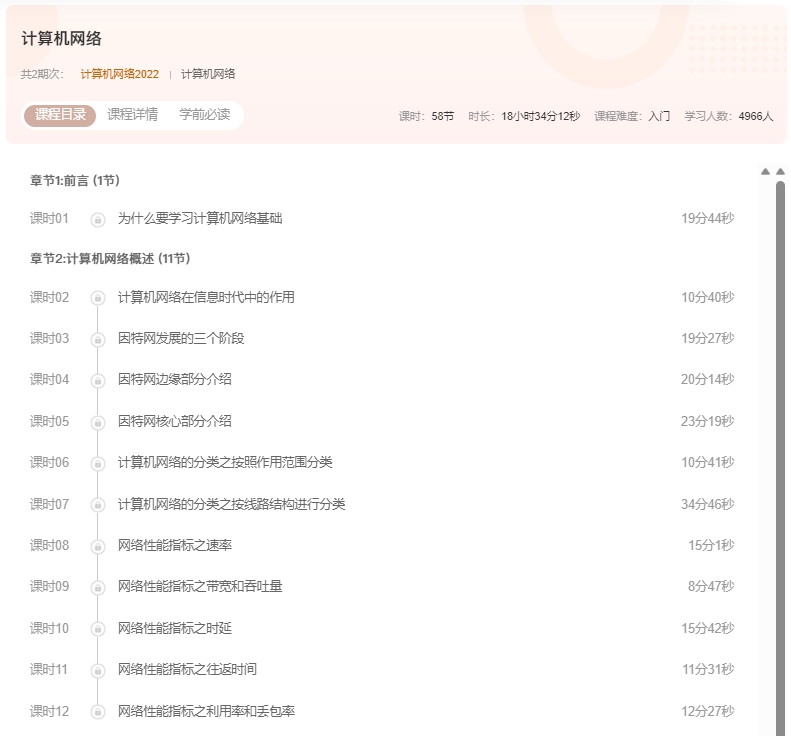 计算机网络
共2期次： 计算机网络2022 | 计算机网络
课程目录 课程详情 学前必读 课时：58节 时长：18小时34分12秒 课程难度：入门 学习人数：4966人
章节1:前言 (1节)
课时01 为什么要学习计算机网络基础 19分44秒
章节2:计算机网络概述 (11节)
课时02 计算机网络在信息时代中的作用 10分40秒
课时03 因特网发展的三个阶段 19分27秒
课时04 因特网边缘部分介绍 20分14秒
课时05 因特网核心部分介绍 23分19秒
课时06 计算机网络的分类之按照作用范围分类 10分41秒
课时07 计算机网络的分类之按线路结构进行分类 34分46秒
课时08 网络性能指标之速率 15分1秒
课时09 网络性能指标之带宽和吞吐量 8分47秒
课时10 网络性能指标之时延 15分42秒
课时11 网络性能指标之往返时间 11分31秒
课时12 网络性能指标之利用率和丢包率 12分27秒